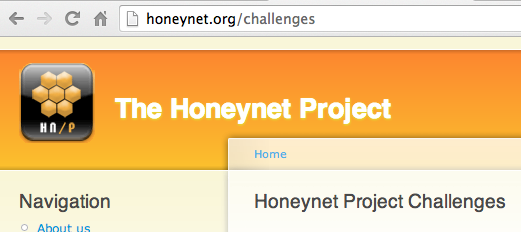 honeynet.org/challenges
HN/P
The Honeynet Project
Home
Navigation
Honeynet Project Challenges
About us